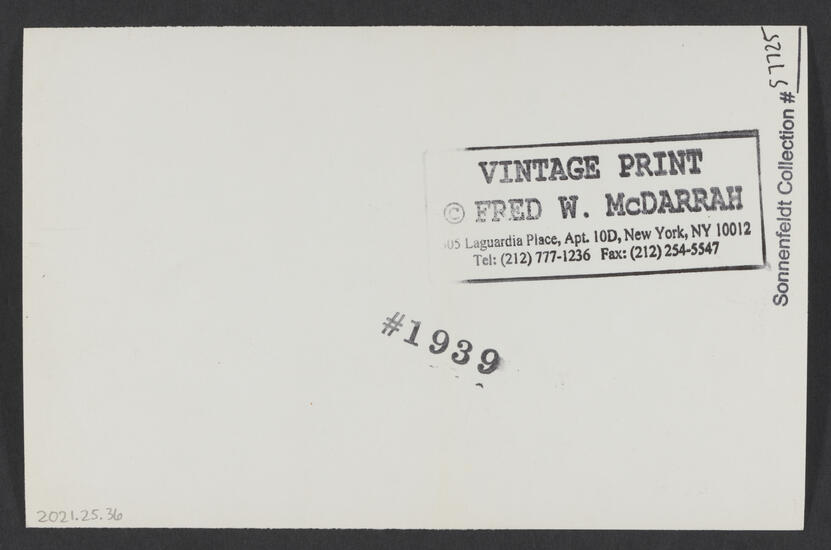 VINTAGE PRINT
© FRED W. McDARRAH
505 Laguardia Place, Apt. 10D, New York, NY 10012
Tel: (212) 777-1236 Fax: (212) 254-5547
Sonnenfeldt Collection # 57725
#1939
2021.25.36